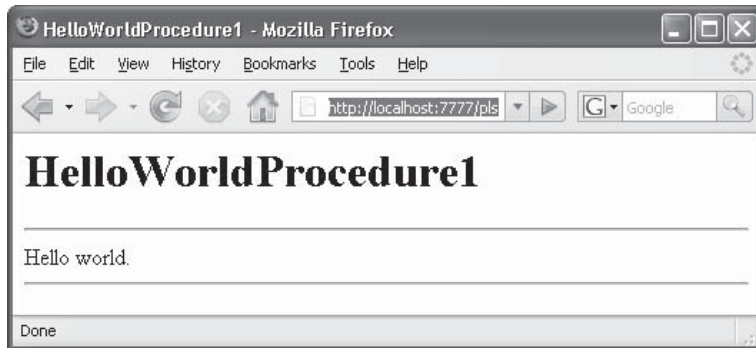 HelloWorldProcedure1 - Mozilla Firefox
File Edit View History Bookmarks Tools Help
http://localhost:7777/pls G Google
HelloWorldProcedure1
Hello world.
Done